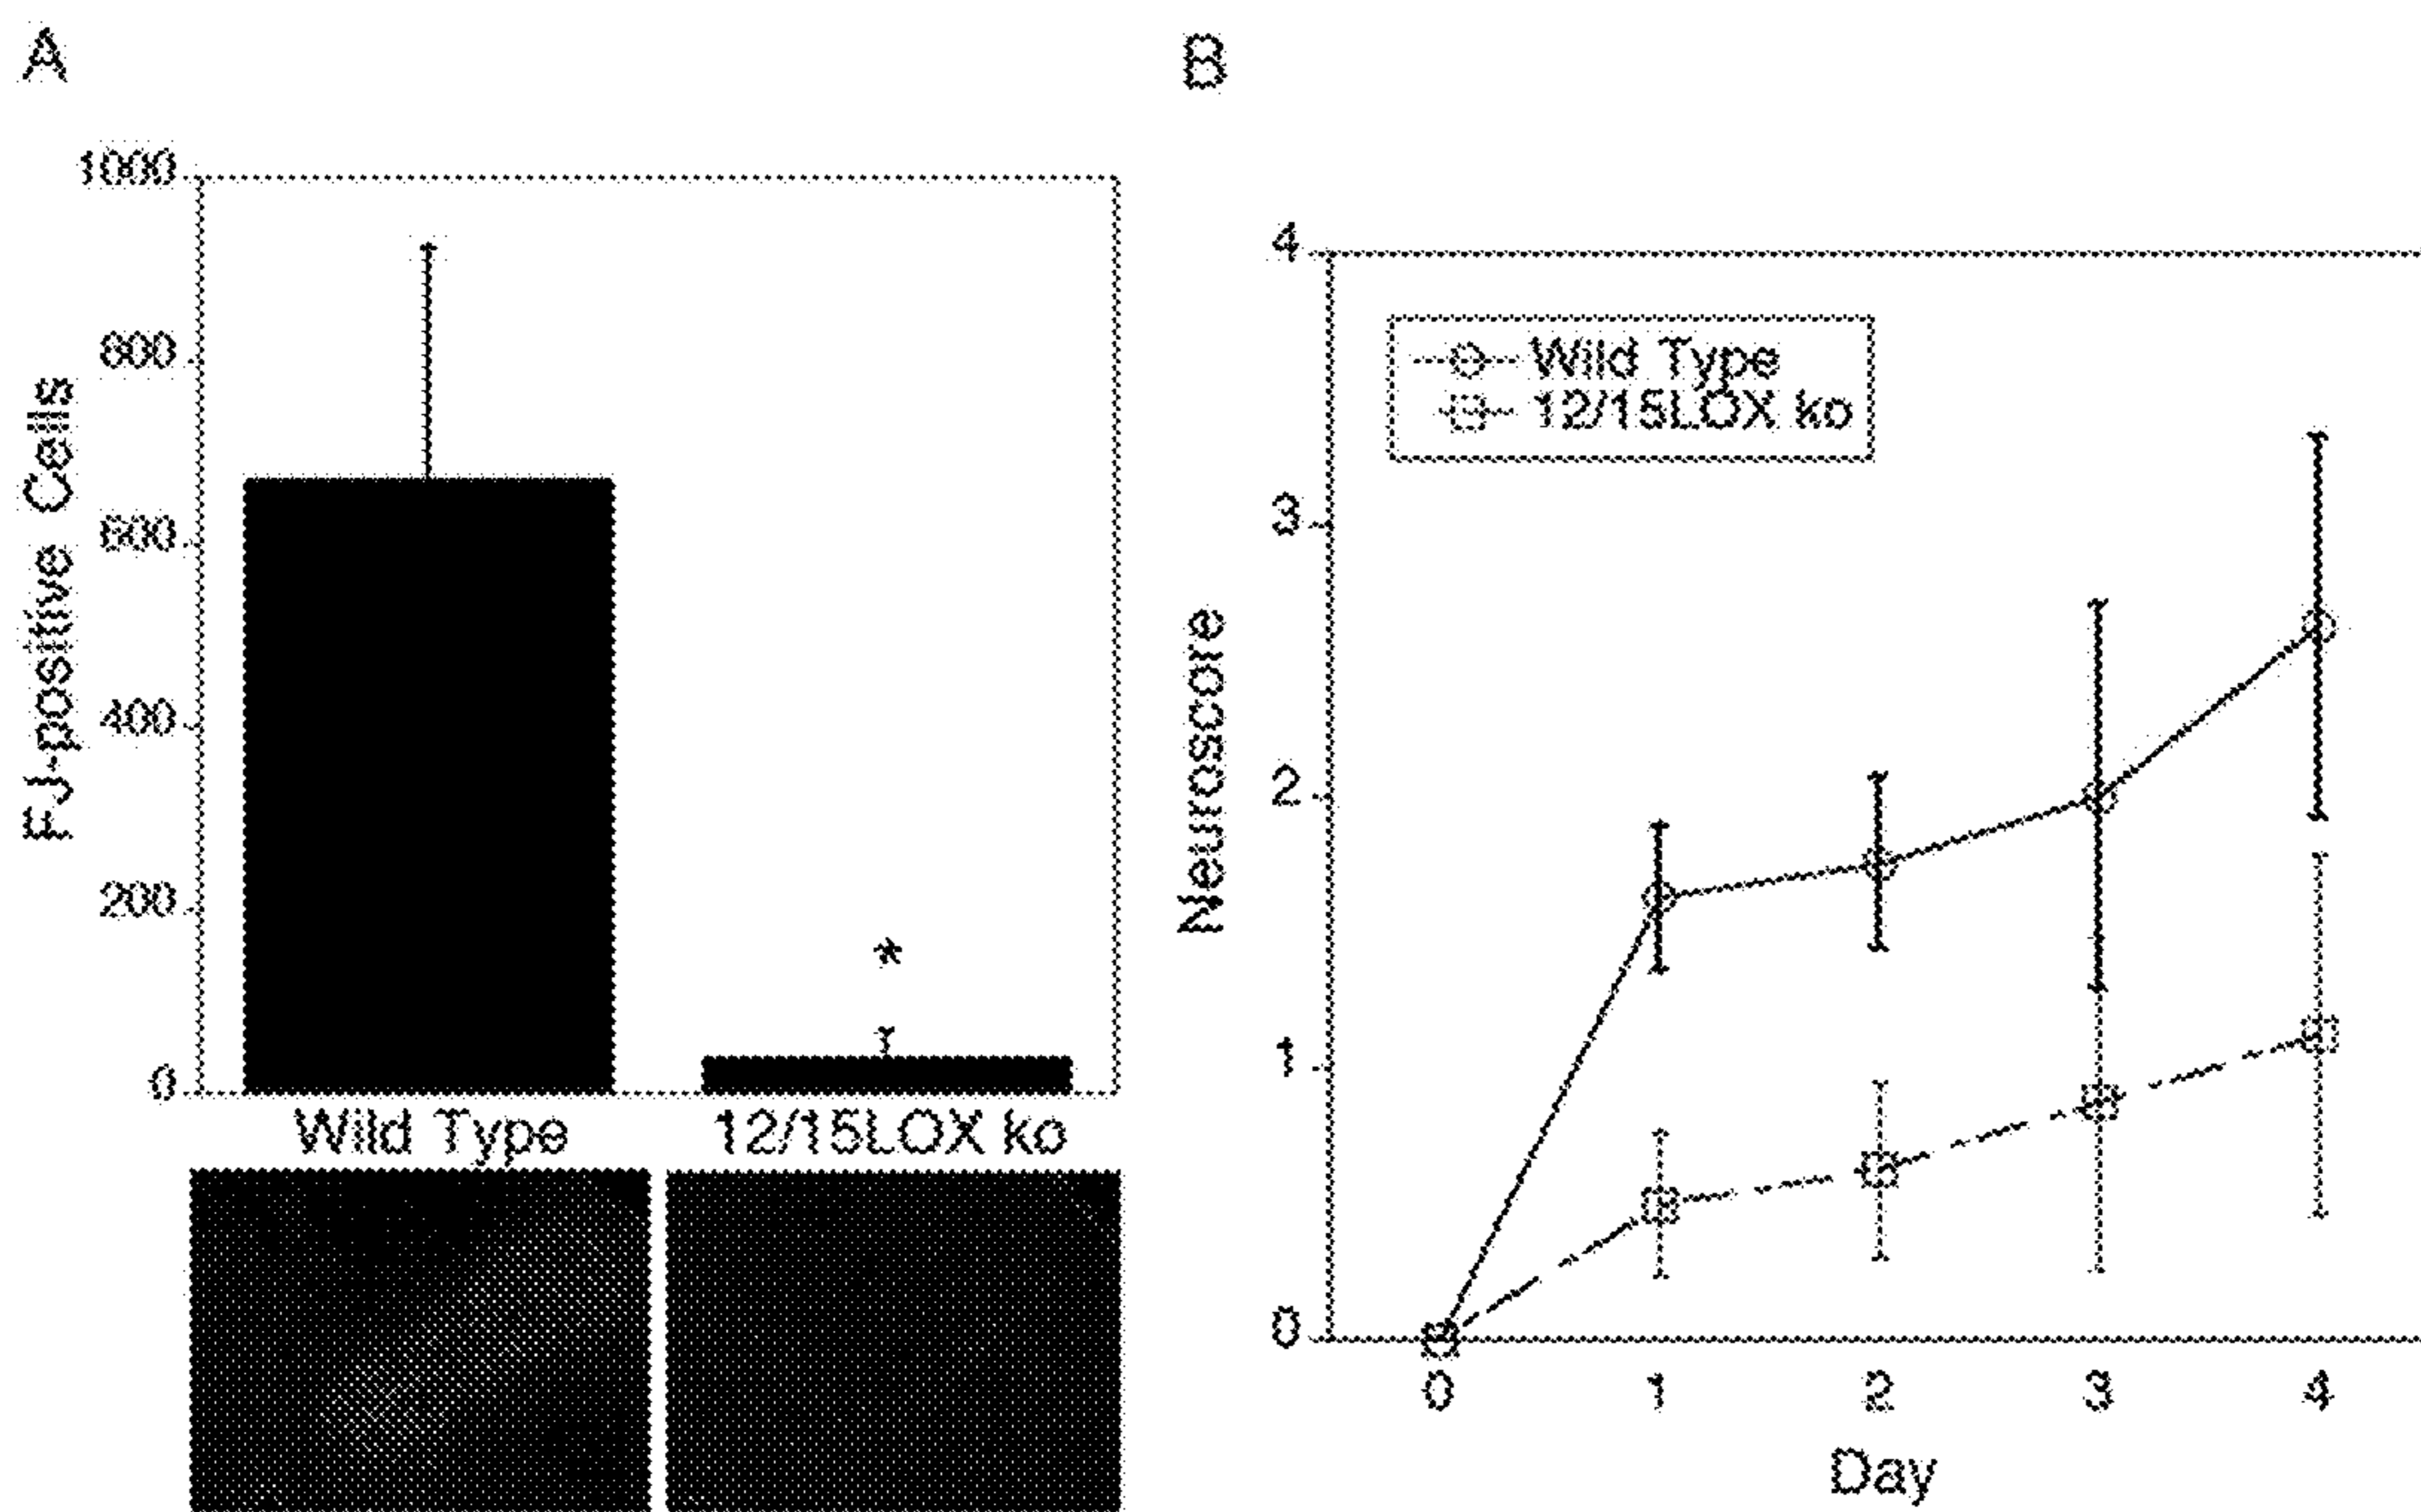 A
1000
800
600
400
200
0
FJ-positive Cells
*
Wild Type
12/15LOX ko
B
4
3
2
1
0
Neuroscore
Wild Type
12/15LOX ko
0 1 2 3 4
Day